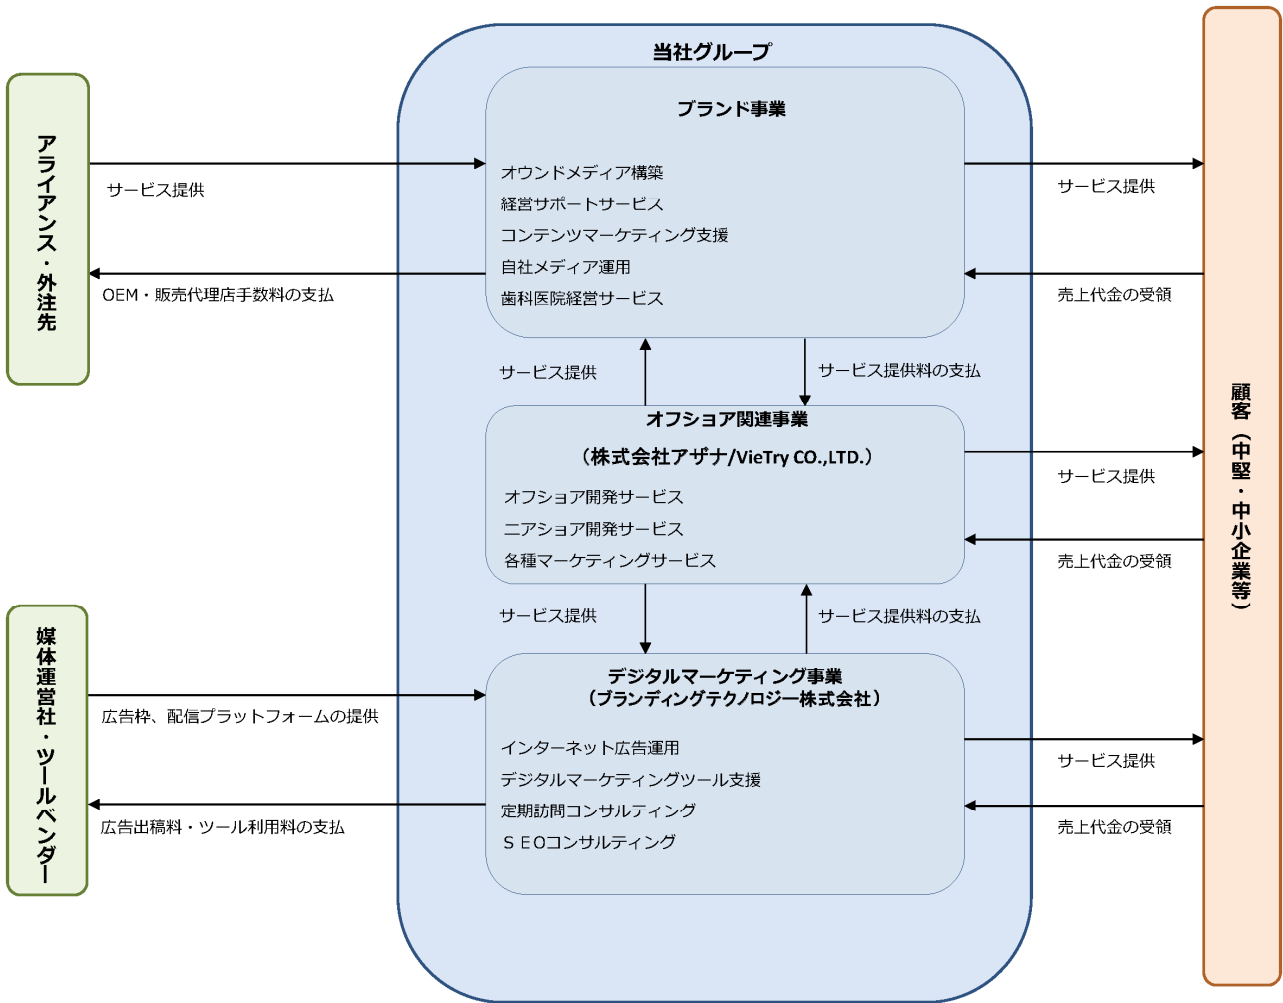 当社グループ
ブランド事業
オウンドメディア構築
経営サポートサービス
コンテンツマーケティング支援
自社メディア運用
歯科医院経営サービス
アライアンス・外注先
サービス提供
OEM・販売代理店手数料の支払
サービス提供
売上代金の受領
サービス提供
サービス提供料の支払
オフショア関連事業
（株式会社アザナ/VieTry CO.,LTD.）
オフショア開発サービス
ニアショア開発サービス
各種マーケティングサービス
サービス提供
売上代金の受領
顧客（中堅・中小企業等）
サービス提供
サービス提供料の支払
媒体運営社・ツールベンダー
広告枠、配信プラットフォームの提供
広告出稿料・ツール利用料の支払
デジタルマーケティング事業
（ブランディングテクノロジー株式会社）
インターネット広告運用
デジタルマーケティングツール支援
定期訪問コンサルティング
ＳＥOコンサルティング
サービス提供
売上代金の受領